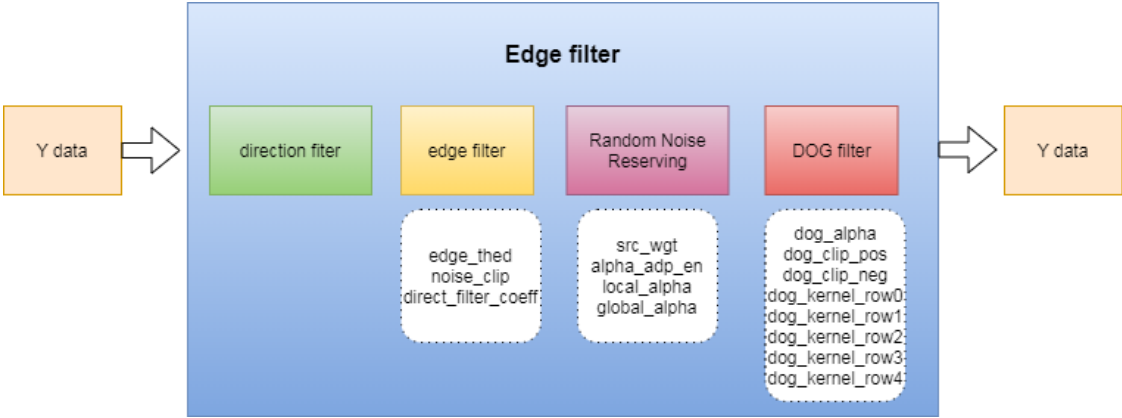 Edge filter
Y data
direction fiter
edge filter
Random Noise
Reserving
DOG filter
Y data
edge_thed
noise_clip
direct_filter_coeff
src_wgt
alpha_adp_en
local_alpha
global_alpha
dog_alpha
dog_clip_pos
dog_clip_neg
dog_kernel_row0
dog_kernel_row1
dog_kernel_row2
dog_kernel_row3
dog_kernel_row4